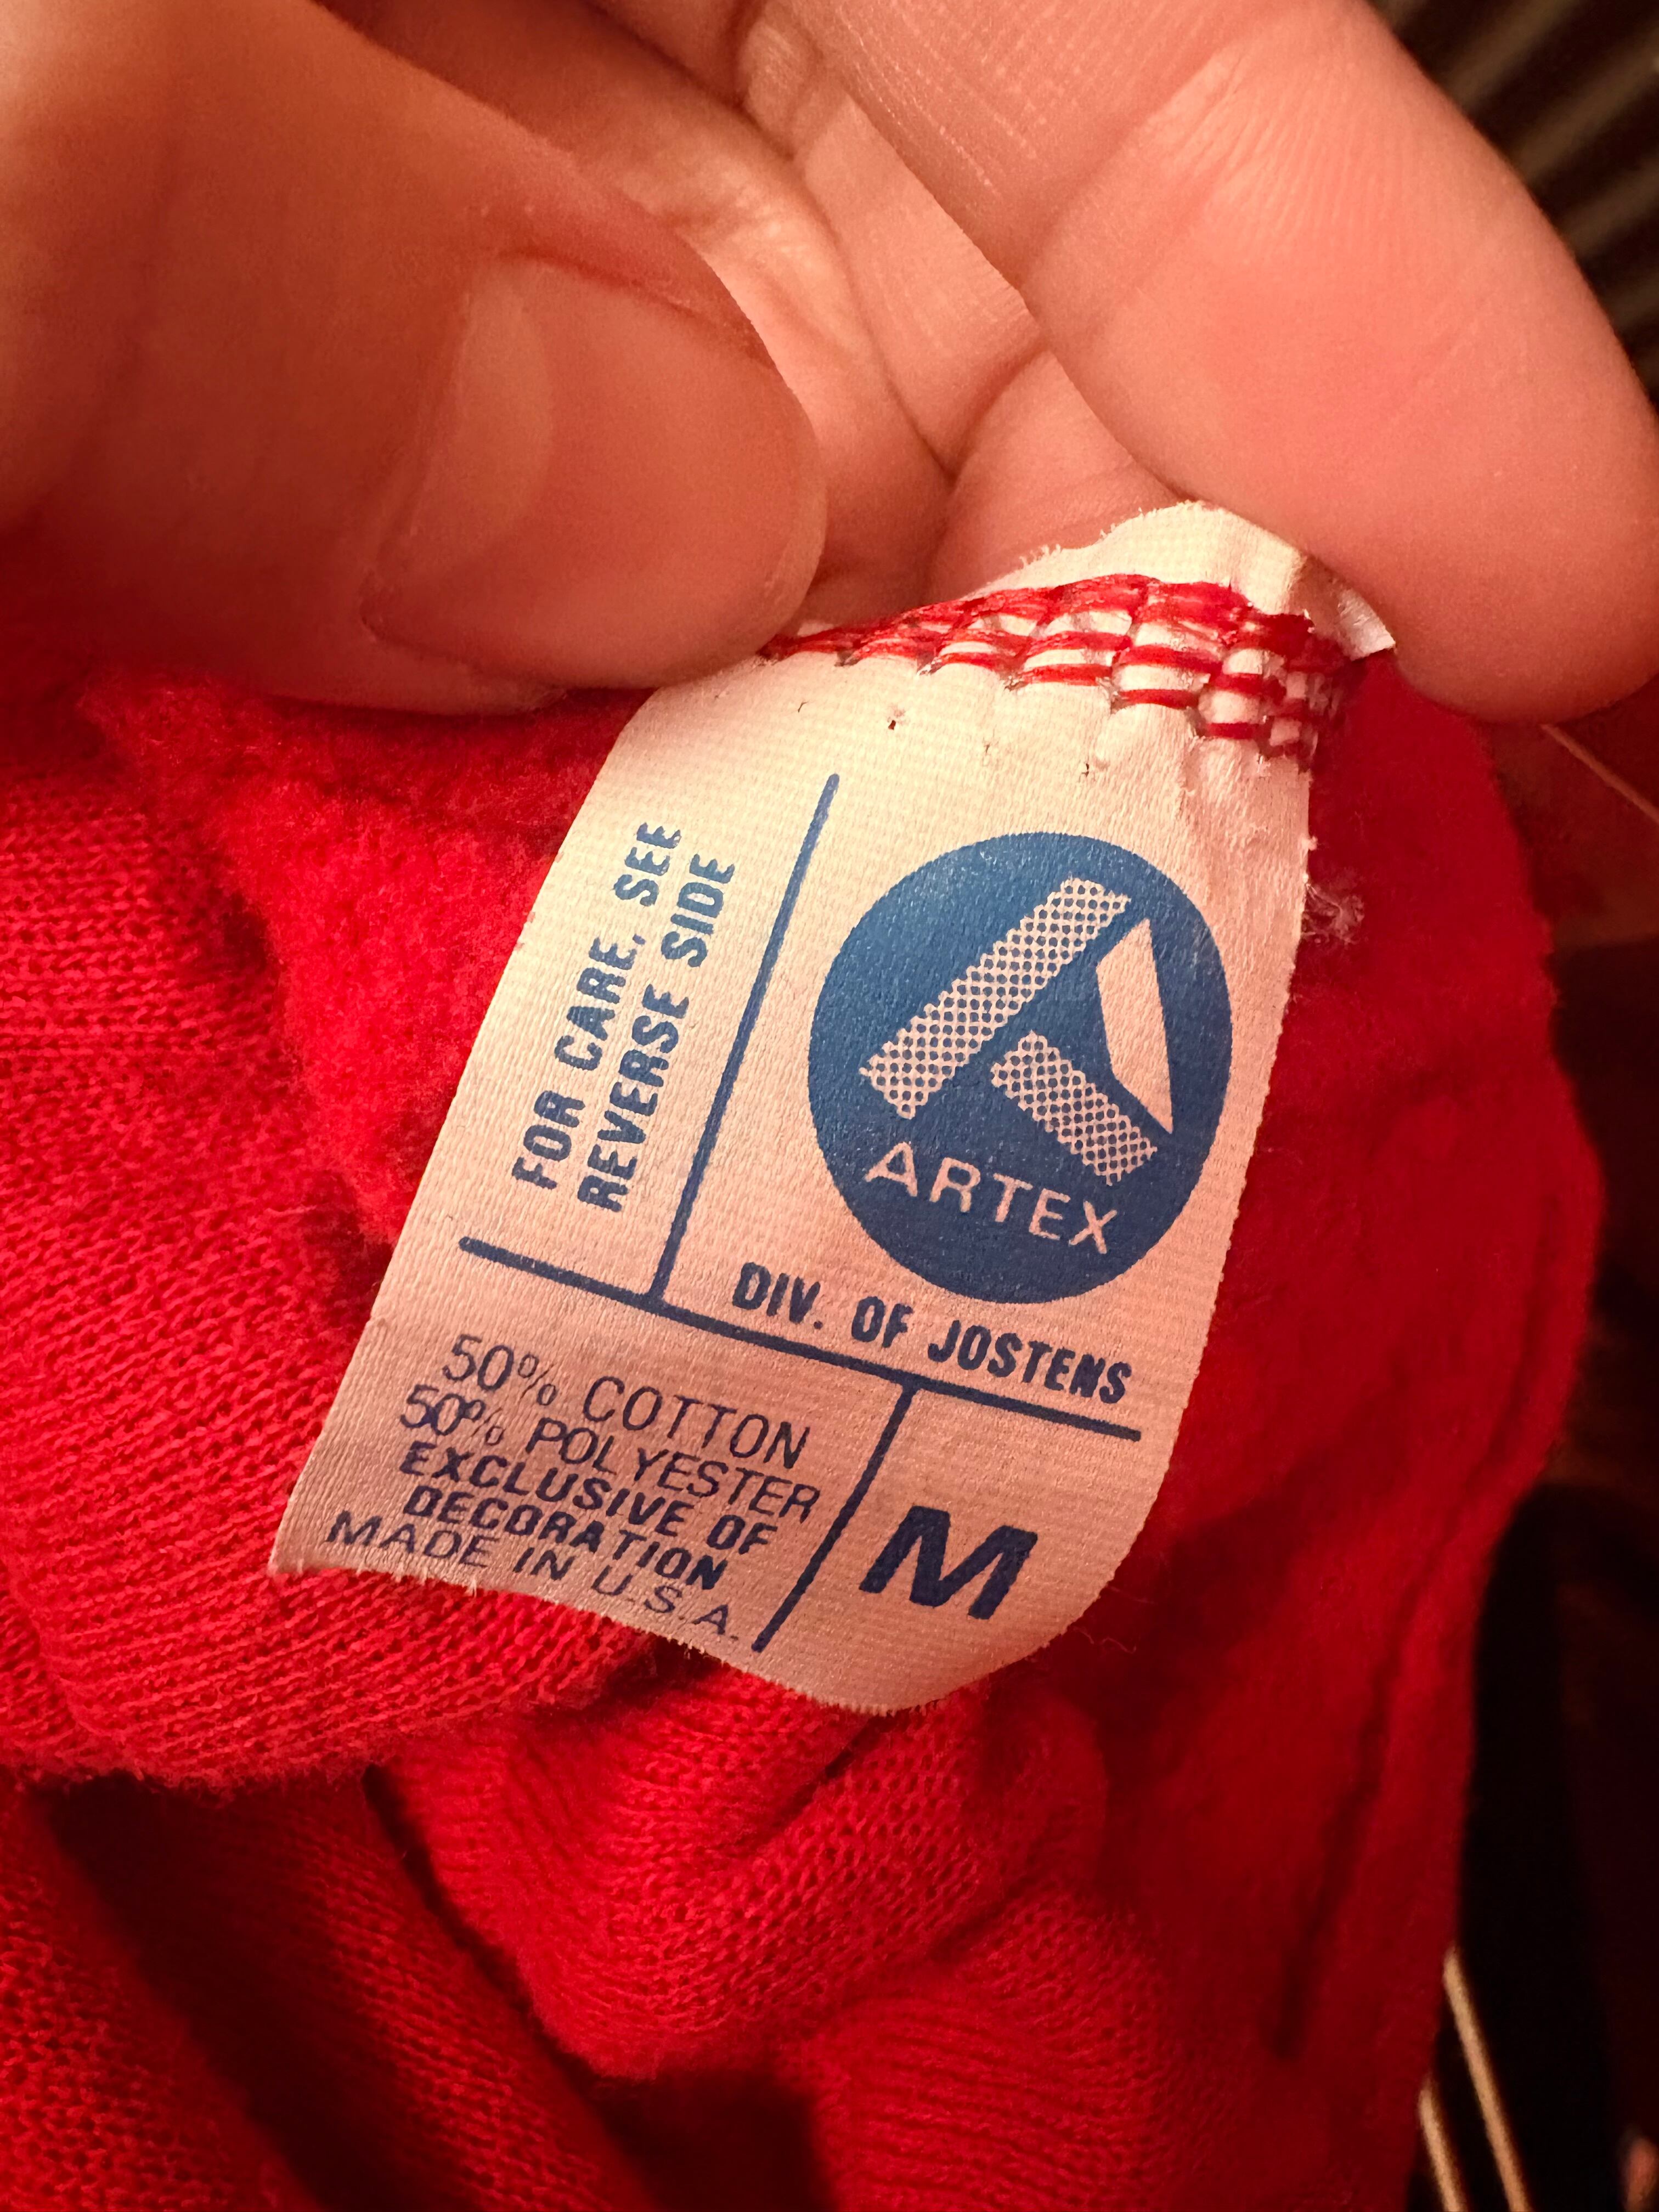 FOR CARE, SEE
REVERSE SIDE
ARTEX
DIV. OF JOSTENS
50% COTTON
50% POLYESTER
EXCLUSIVE OF
DECORATION
MADE IN U.S.A.
M